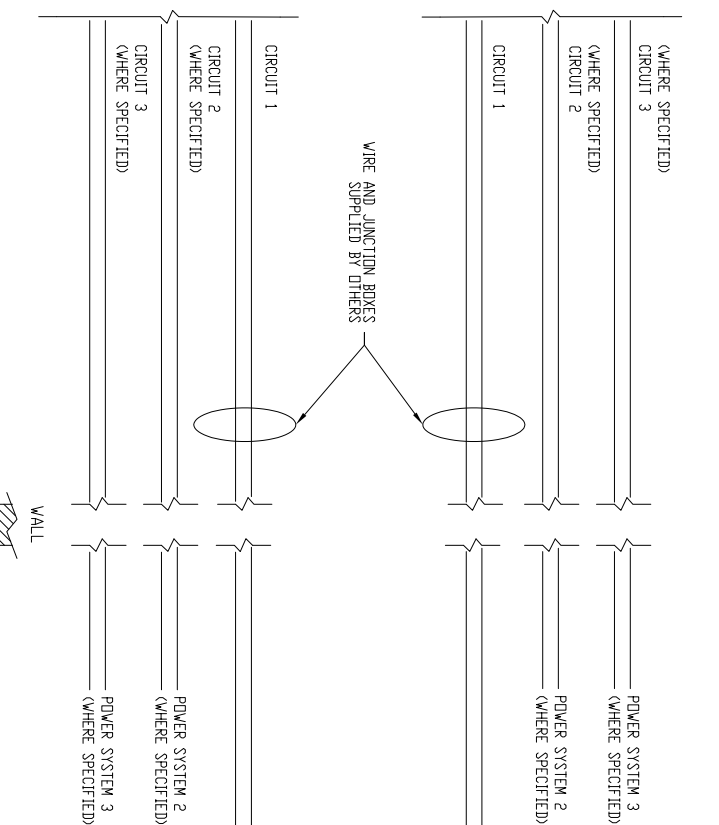 (WHERE SPECIFIED)
CIRCUIT 3
POWER SYSTEM 3
(WHERE SPECIFIED)
(WHERE SPECIFIED)
CIRCUIT 2
POWER SYSTEM 2
(WHERE SPECIFIED)
CIRCUIT 1
WIRE AND JUNCTION BOXES
SUPPLIED BY OTHERS
CIRCUIT 1
CIRCUIT 2
(WHERE SPECIFIED)
POWER SYSTEM 2
(WHERE SPECIFIED)
CIRCUIT 3
(WHERE SPECIFIED)
POWER SYSTEM 3
(WHERE SPECIFIED)
WALL